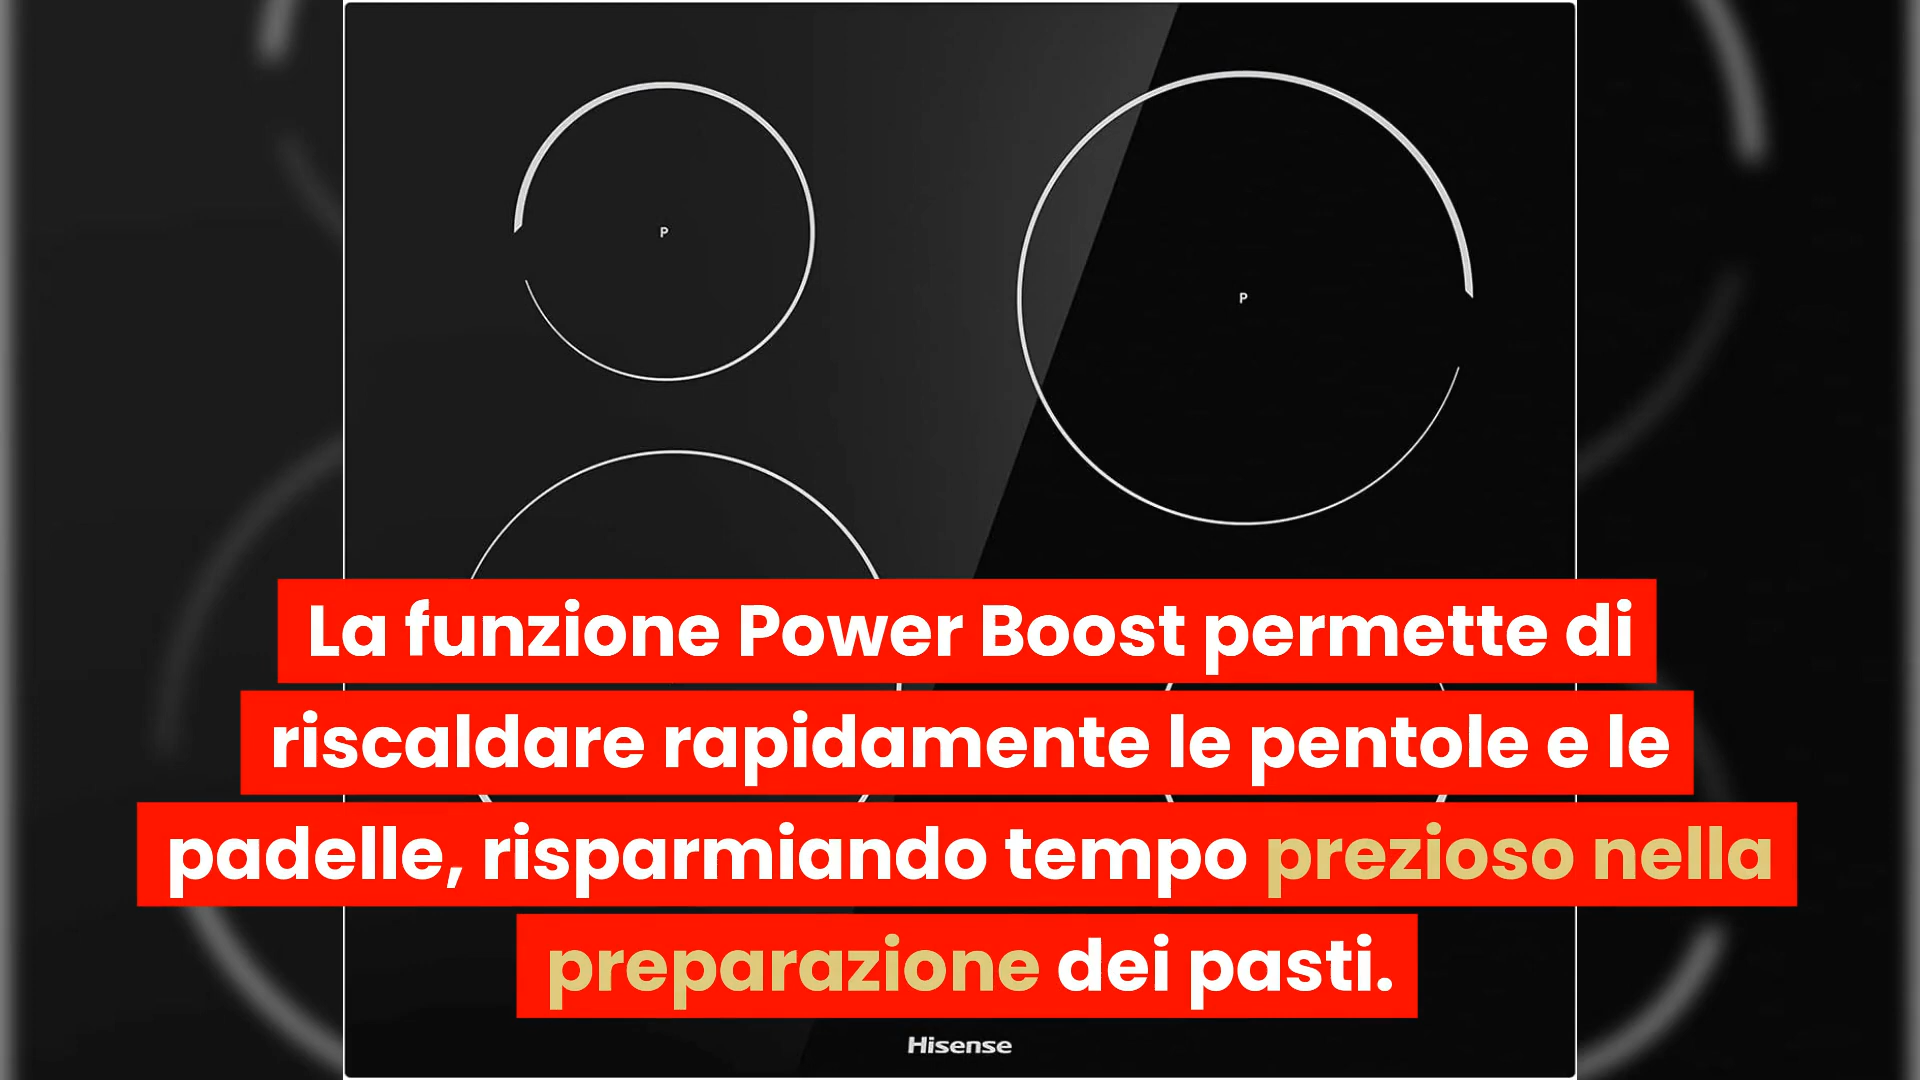 P
P
La funzione Power Boost permette di
riscaldare rapidamente le pentole e le
padelle, risparmiando tempo prezioso nella
preparazione dei pasti.
Hisense